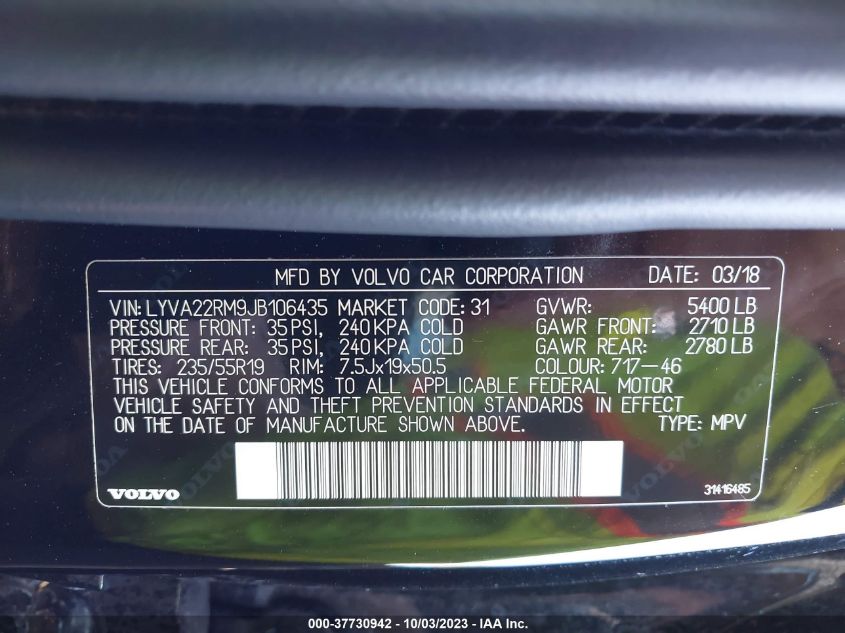 MFD BY VOLVO CAR CORPORATION DATE: 03/18
VIN: LYVA22RM9JB106435 MARKET CODE: 31 GVWR: 5400 LB
PRESSURE FRONT: 35 PSI, 240 KPA COLD GAWR FRONT: 2710 LB
PRESSURE REAR: 35 PSI, 240 KPA COLD GAWR REAR: 2780 LB
TIRES: 235/55R19 RIM: 7.5Jx19x50.5 COLOUR: 717-46
THIS VEHICLE CONFORMS TO ALL APPLICABLE FEDERAL MOTOR
VEHICLE SAFETY AND THEFT PREVENTION STANDARDS IN EFFECT
ON THE DATE OF MANUFACTURE SHOWN ABOVE. TYPE: MPV
VOLVO 31416485
000-37730942 - 10/03/2023 - IAA Inc.